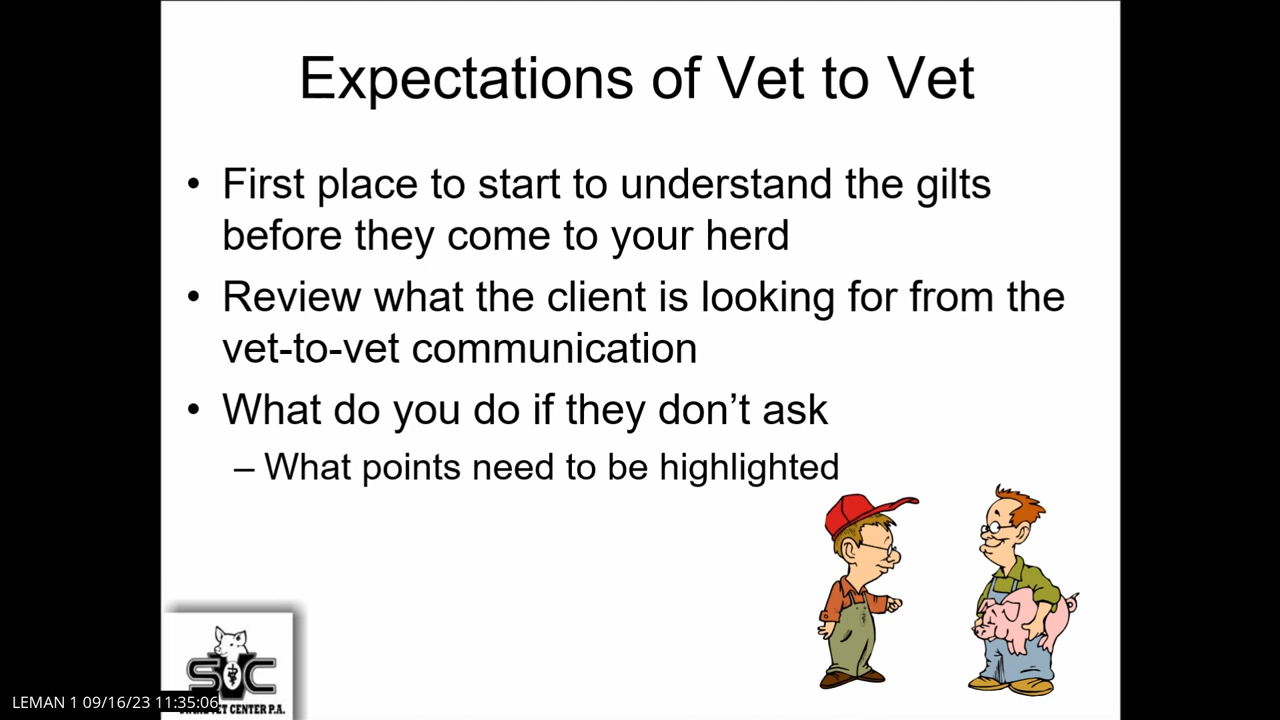 Expectations of Vet to Vet
• First place to start to understand the gilts
before they come to your herd
• Review what the client is looking for from the
vet-to-vet communication
• What do you do if they don’t ask
– What points need to be highlighted
SVC
VET CENTER P.A.
LEMAN 1 09/16/23 11:35:06